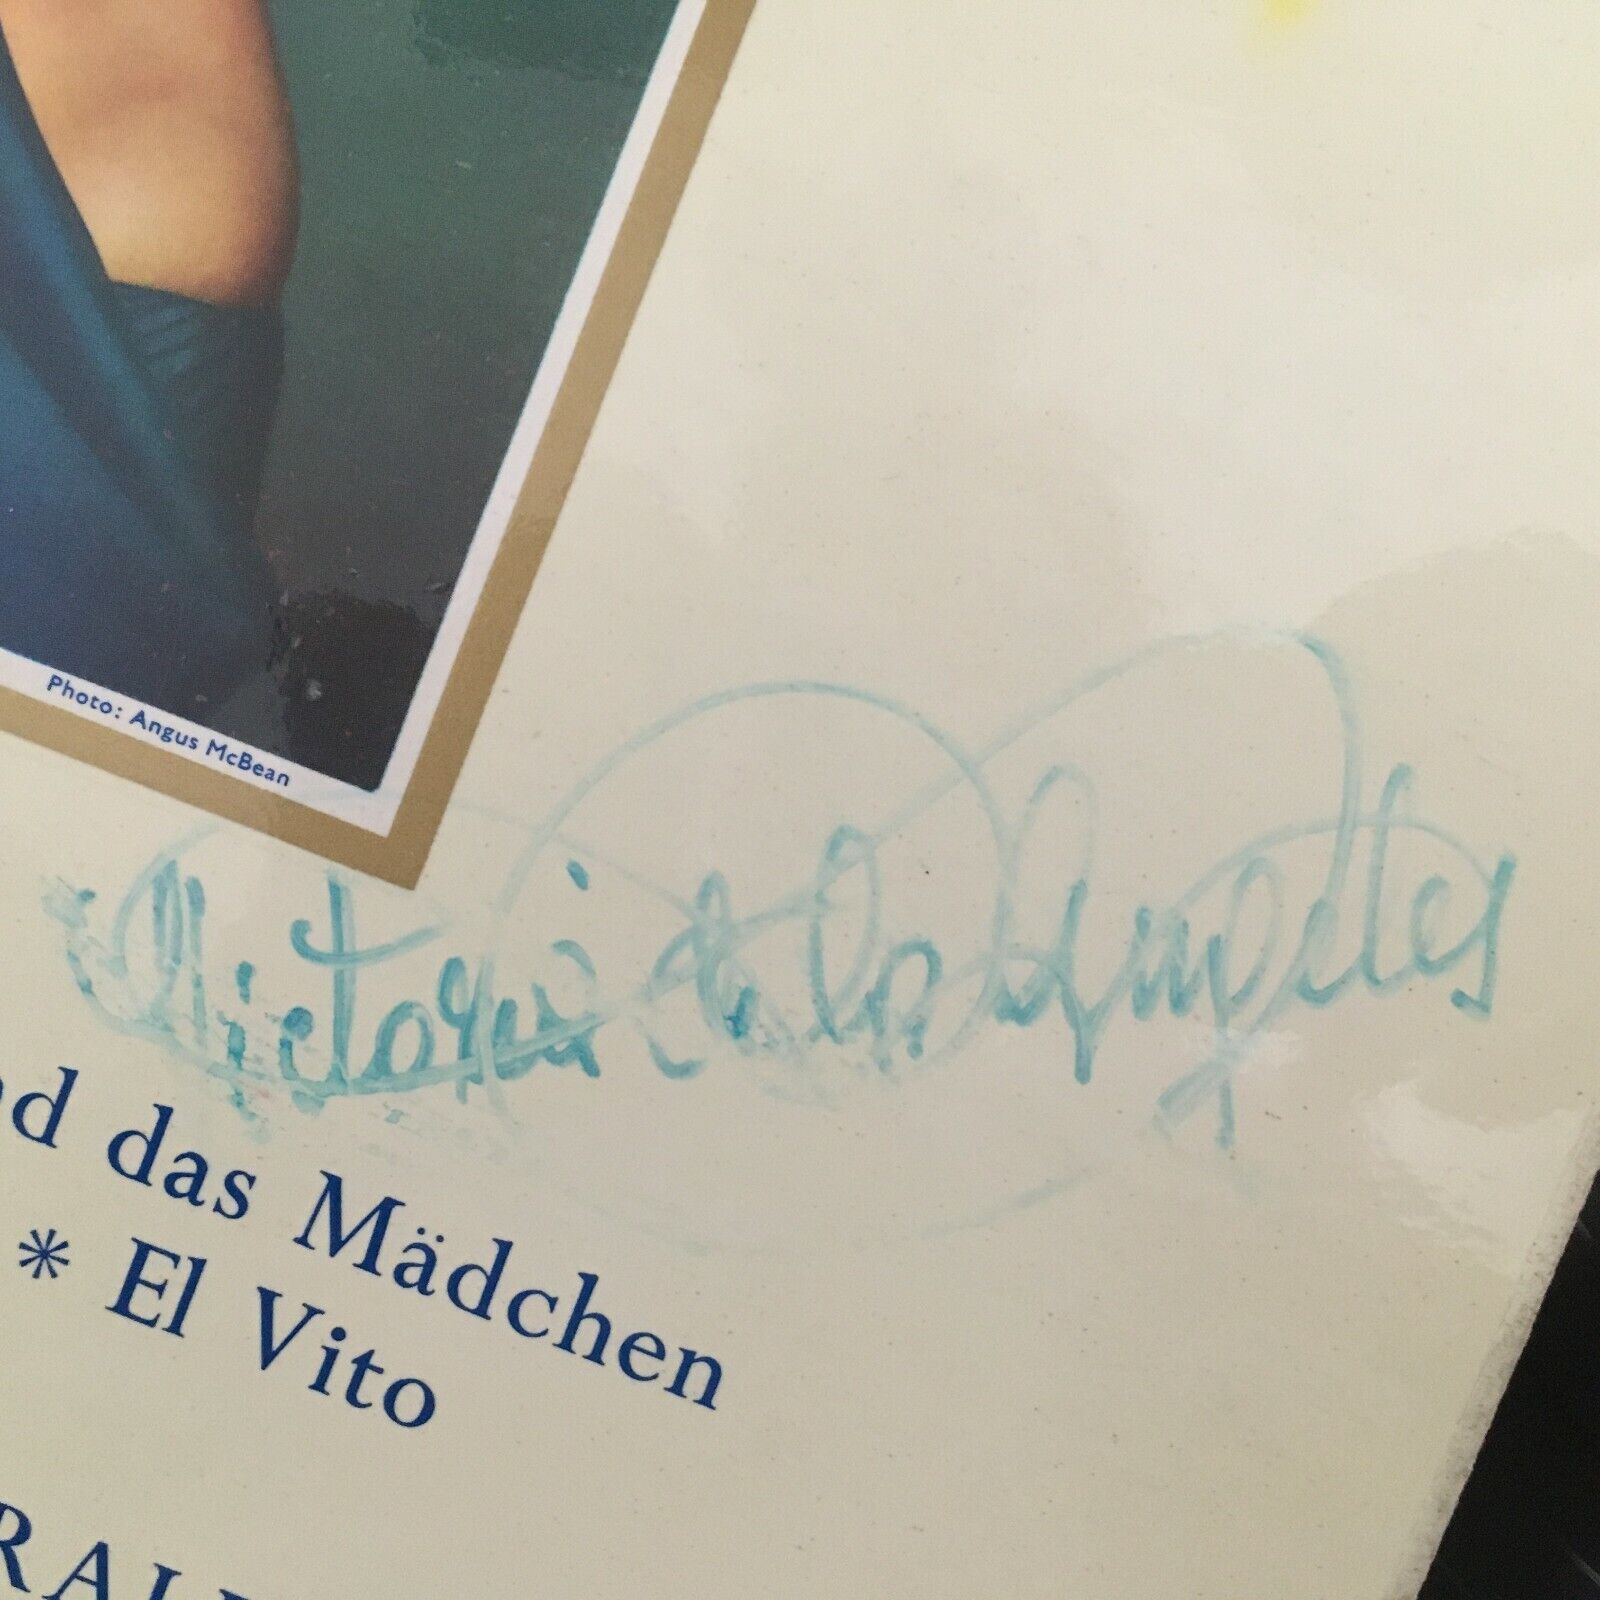 Photo: Angus McBean
Victoria de los Angeles
das Mädchen
* El Vito